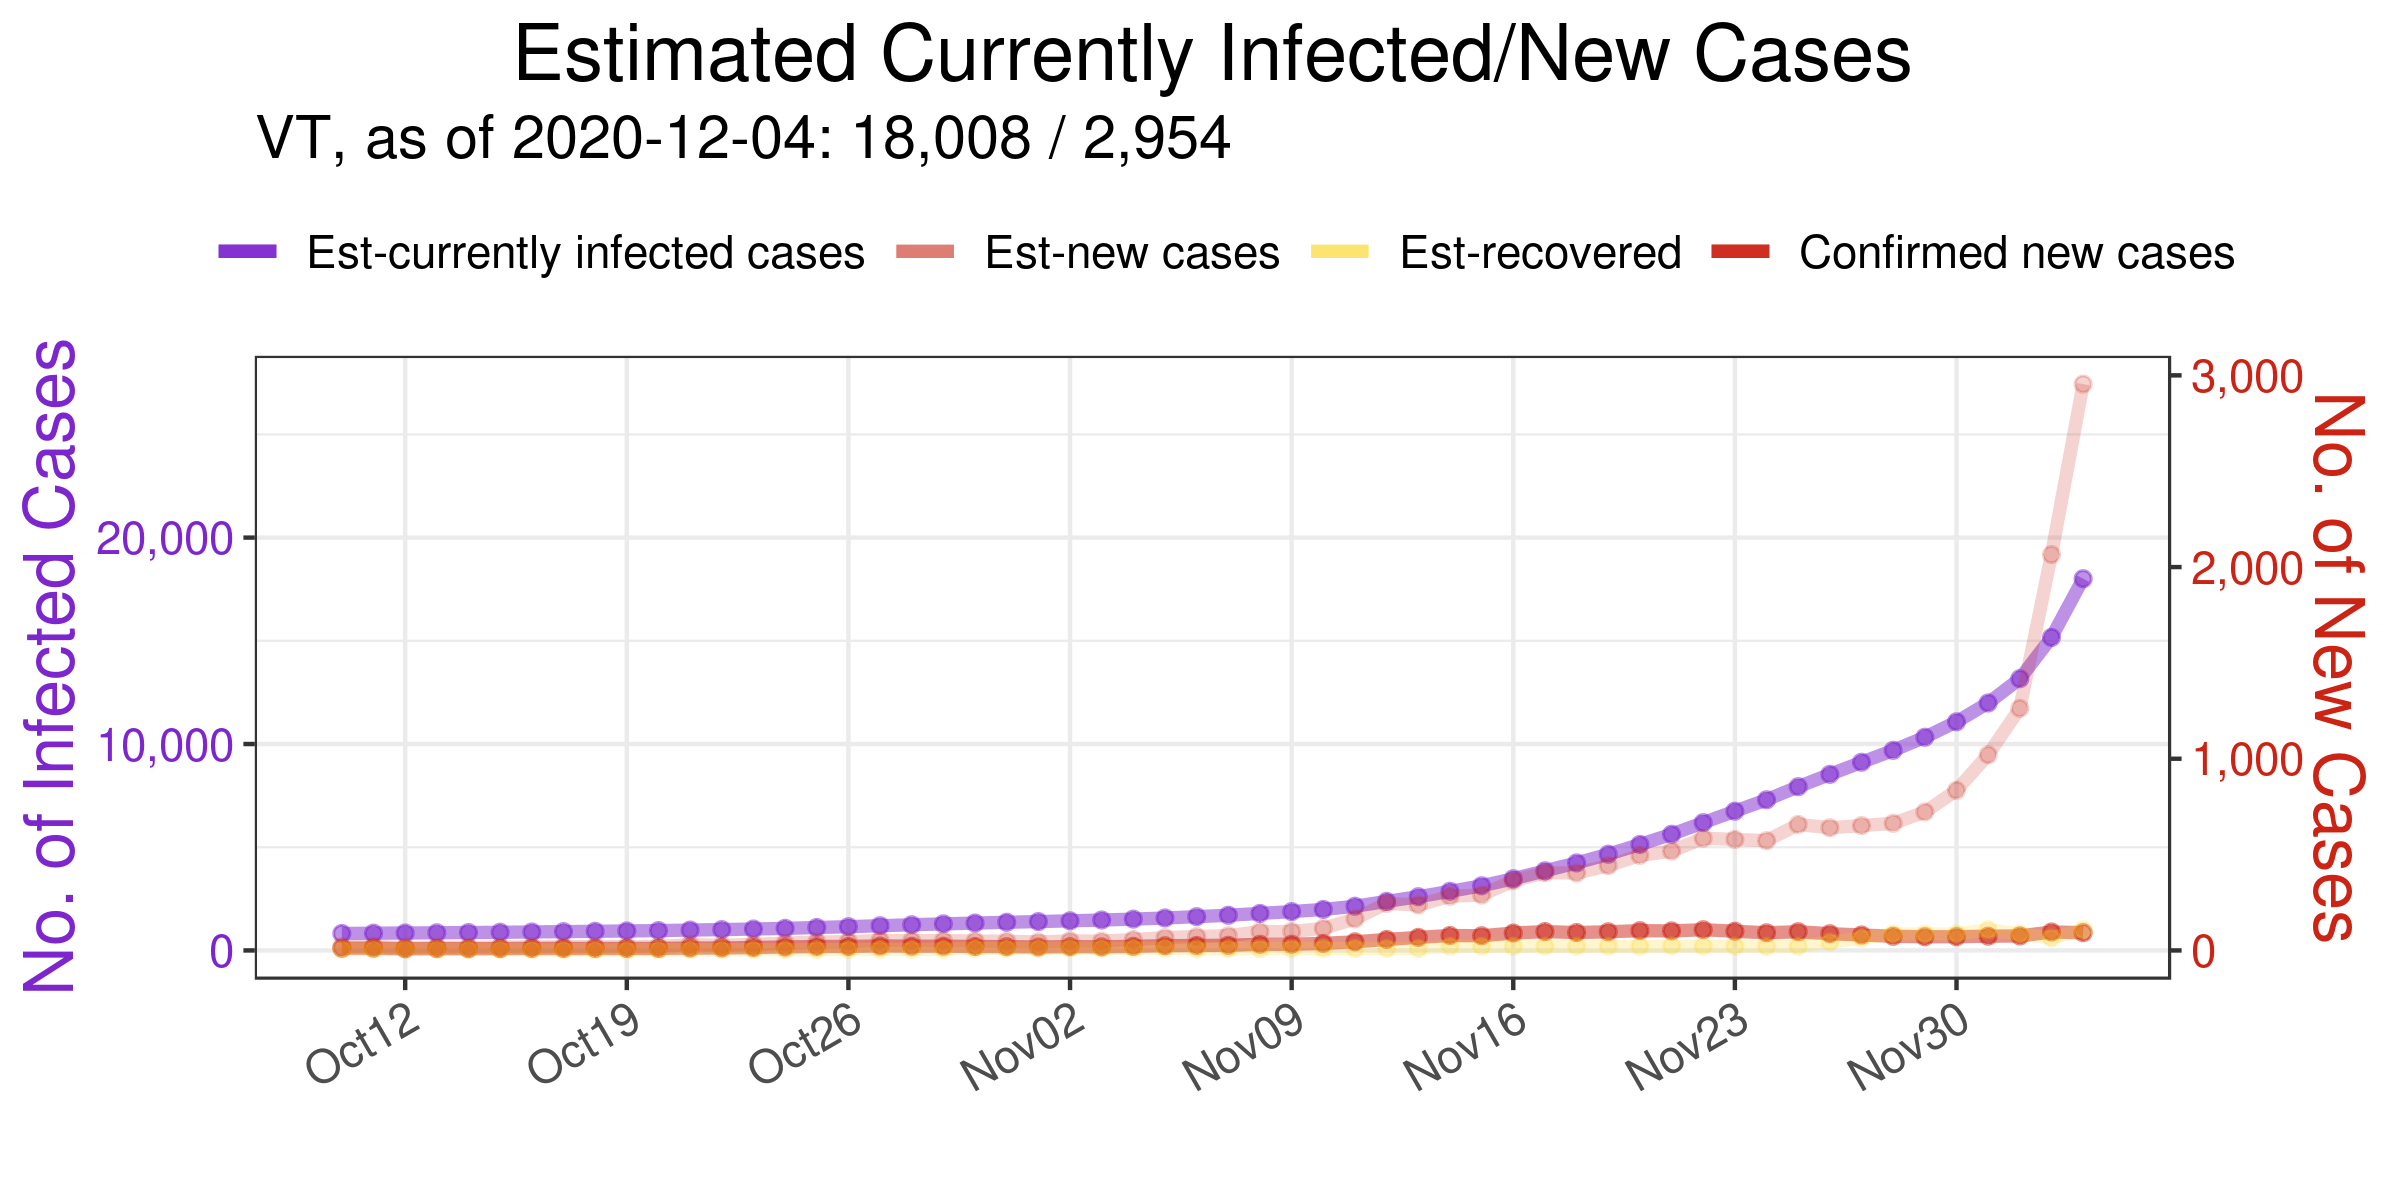 Estimated Currently Infected/New Cases
VT, as of 2020-12-04: 18,008 / 2,954
Est-currently infected cases Est-new cases Est-recovered Confirmed new cases
No. of Infected Cases
20,000
10,000
0
3,000
2,000
1,000
0
No. of New Cases
Oct12 Oct19 Oct26 Nov02 Nov09 Nov16 Nov23 Nov30